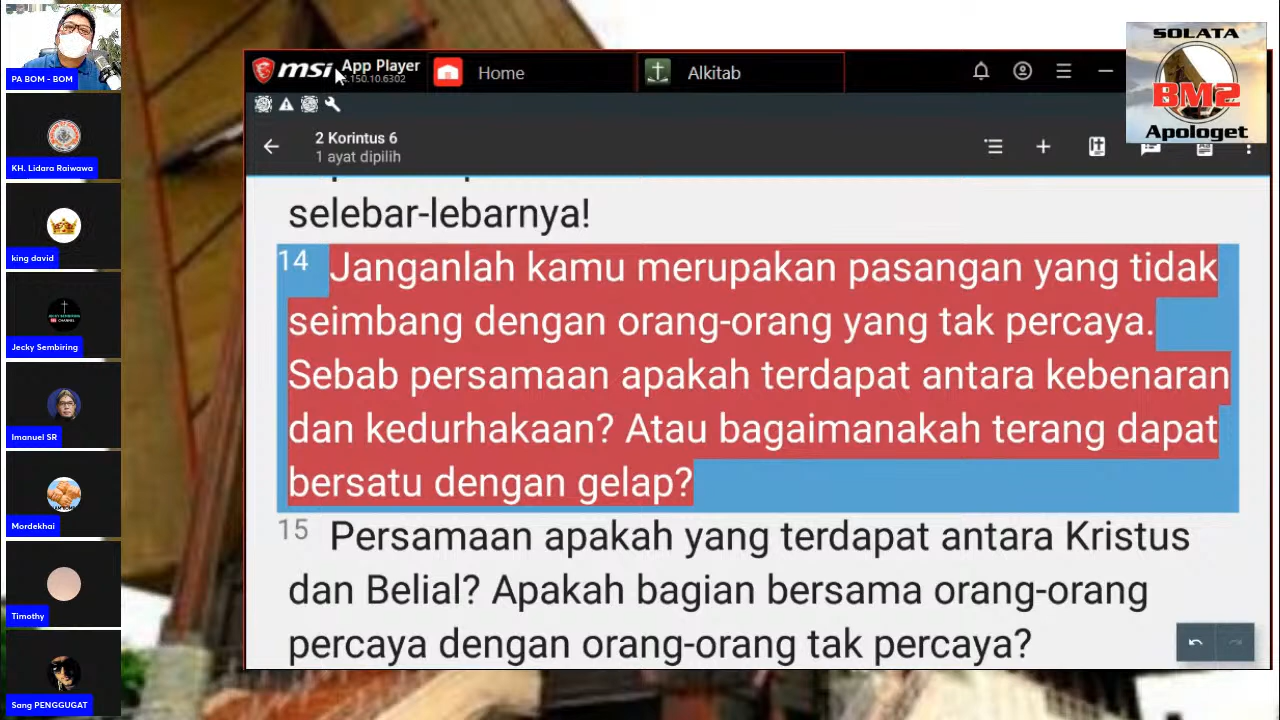 PA BOM - BOM
KH. Lidara Raiwawa
king david
Jecky Sembiring
Imanuel SR
Mordekhai
Timothy
Sang PENGGUGAT
msi App Player
.150.10.6302
Home
Alkitab
SOLATA
BM2
Apologet
2 Korintus 6
1 ayat dipilih
selebar-lebarnya!
14 Janganlah kamu merupakan pasangan yang tidak
seimbang dengan orang-orang yang tak percaya.
Sebab persamaan apakah terdapat antara kebenaran
dan kedurhakaan? Atau bagaimanakah terang dapat
bersatu dengan gelap?
15 Persamaan apakah yang terdapat antara Kristus
dan Belial? Apakah bagian bersama orang-orang
percaya dengan orang-orang tak percaya?